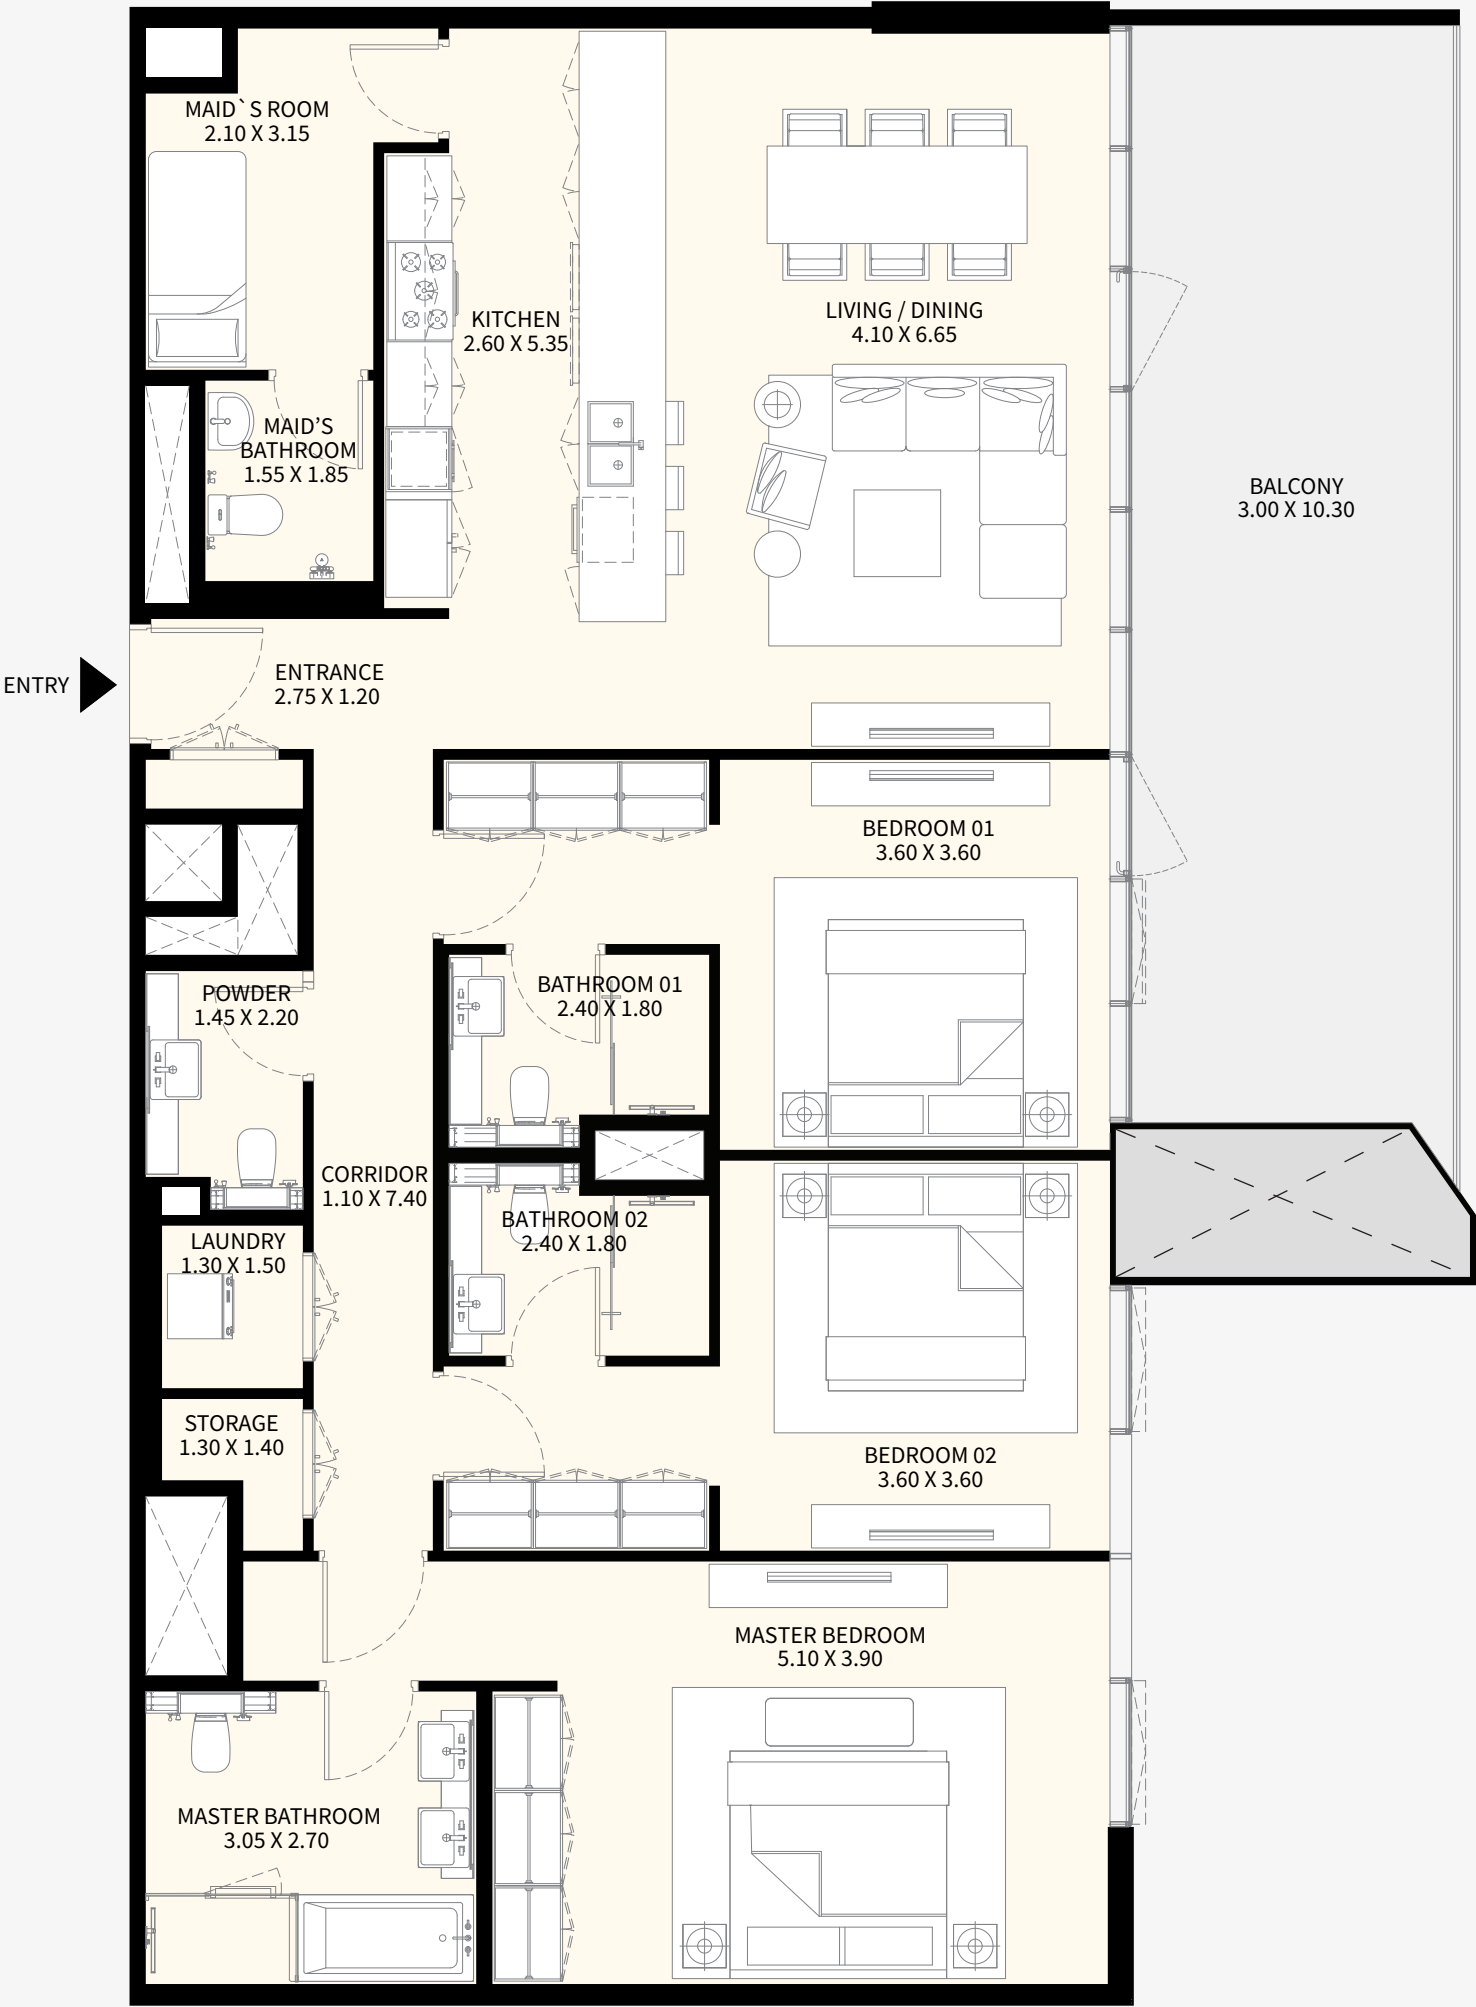 MAID`S ROOM
2.10 X 3.15
KITCHEN
2.60 X 5.35
LIVING / DINING
4.10 X 6.65
MAID’S
BATHROOM
1.55 X 1.85
BALCONY
3.00 X 10.30
ENTRY
ENTRANCE
2.75 X 1.20
BEDROOM 01
3.60 X 3.60
POWDER
1.45 X 2.20
BATHROOM 01
2.40 X 1.80
CORRIDOR
1.10 X 7.40
BATHROOM 02
2.40 X 1.80
LAUNDRY
1.30 X 1.50
STORAGE
1.30 X 1.40
BEDROOM 02
3.60 X 3.60
MASTER BEDROOM
5.10 X 3.90
MASTER BATHROOM
3.05 X 2.70